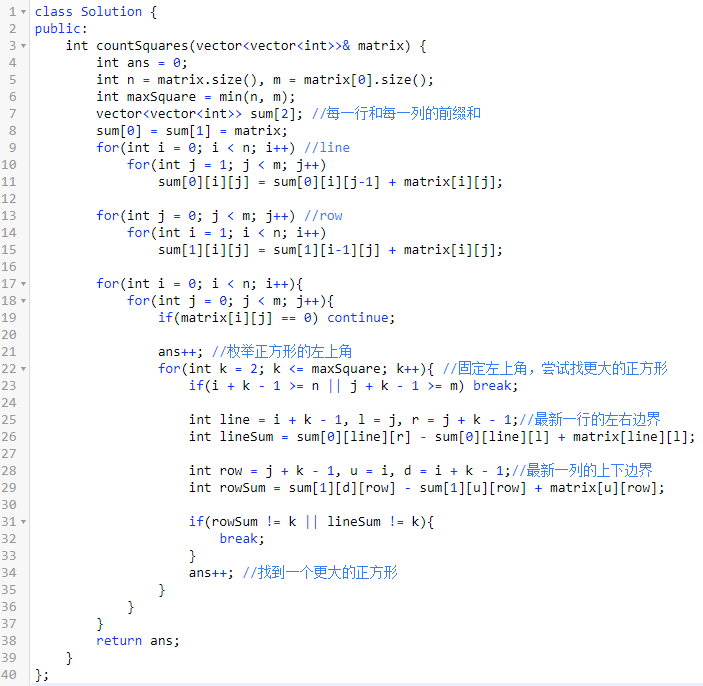 1 class Solution {
2 public:
3     int countSquares(vector<vector<int>>& matrix) {
4         int ans = 0;
5         int n = matrix.size(), m = matrix[0].size();
6         int maxSquare = min(n, m);
7         vector<vector<int>> sum[2]; //每一行和每一列的前缀和
8         sum[0] = sum[1] = matrix;
9         for(int i = 0; i < n; i++) //line
10             for(int j = 1; j < m; j++)
11                 sum[0][i][j] = sum[0][i][j-1] + matrix[i][j];
12
13         for(int j = 0; j < m; j++) //row
14             for(int i = 1; i < n; i++)
15                 sum[1][i][j] = sum[1][i-1][j] + matrix[i][j];
16
17         for(int i = 0; i < n; i++){
18             for(int j = 0; j < m; j++){
19                 if(matrix[i][j] == 0) continue;
20
21                 ans++; //枚举正方形的左上角
22                 for(int k = 2; k <= maxSquare; k++){ //固定左上角，尝试找更大的正方形
23                     if(i + k - 1 >= n || j + k - 1 >= m) break;
24
25                     int line = i + k - 1, l = j, r = j + k - 1;//最新一行的左右边界
26                     int lineSum = sum[0][line][r] - sum[0][line][l] + matrix[line][l];
27
28                     int row = j + k - 1, u = i, d = i + k - 1;//最新一列的上下边界
29                     int rowSum = sum[1][d][row] - sum[1][u][row] + matrix[u][row];
30
31                     if(rowSum != k || lineSum != k){
32                         break;
33                     }
34                     ans++; //找到一个更大的正方形
35                 }
36             }
37         }
38         return ans;
39     }
40 };